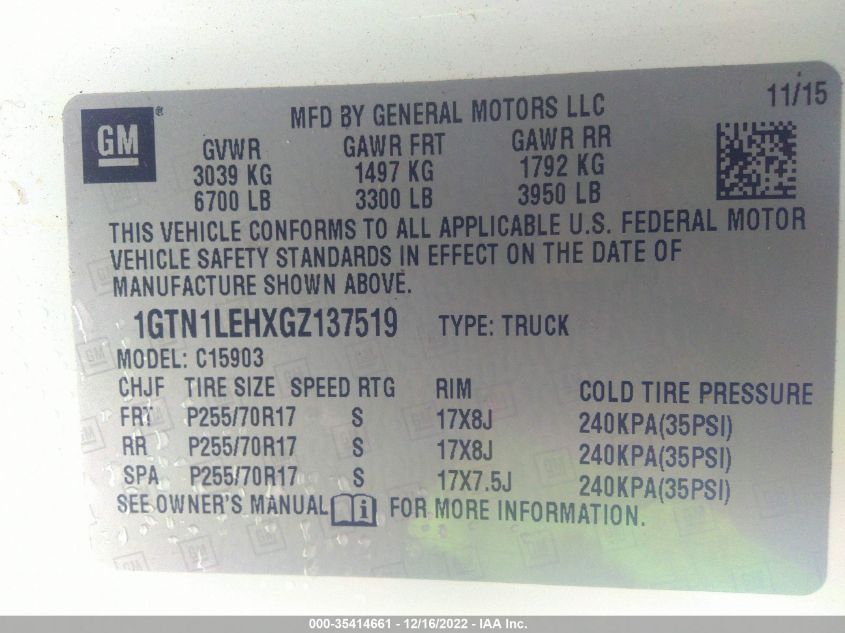 GM ® MFD BY GENERAL MOTORS LLC 11/15
GVWR GAWR FRT GAWR RR
3039 KG 1497 KG 1792 KG
6700 LB 3300 LB 3950 LB
THIS VEHICLE CONFORMS TO ALL APPLICABLE U.S. FEDERAL MOTOR
VEHICLE SAFETY STANDARDS IN EFFECT ON THE DATE OF
MANUFACTURE SHOWN ABOVE.
1GTN1LEHXGZ137519 TYPE: TRUCK
MODEL: C15903
CHJF TIRE SIZE SPEED RTG RIM COLD TIRE PRESSURE
FRT P255/70R17 S 17X8J 240KPA(35PSI)
RR P255/70R17 S 17X8J 240KPA(35PSI)
SPA P255/70R17 S 17X7.5J 240KPA(35PSI)
SEE OWNER'S MANUAL i FOR MORE INFORMATION.
000-35414661 - 12/16/2022 - IAA Inc.